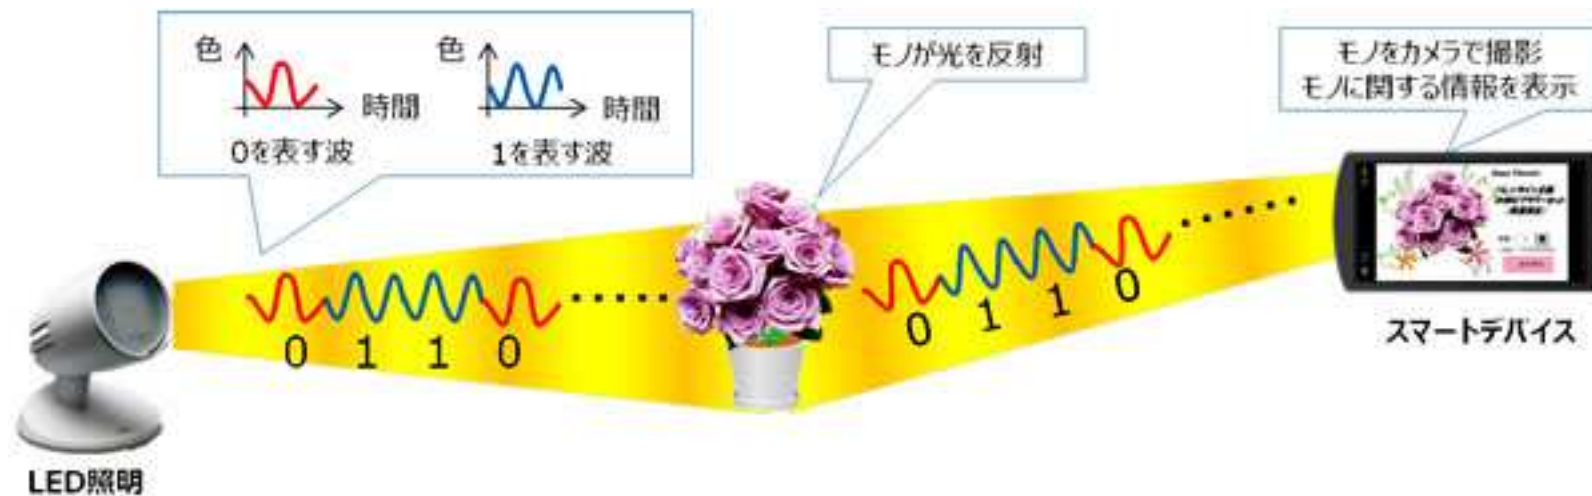 色
時間
0を表す波
色
時間
1を表す波
モノが光を反射
モノをカメラで撮影
モノに関する情報を表示
0 1 1 0
0 1 1 0
LED照明
スマートデバイス